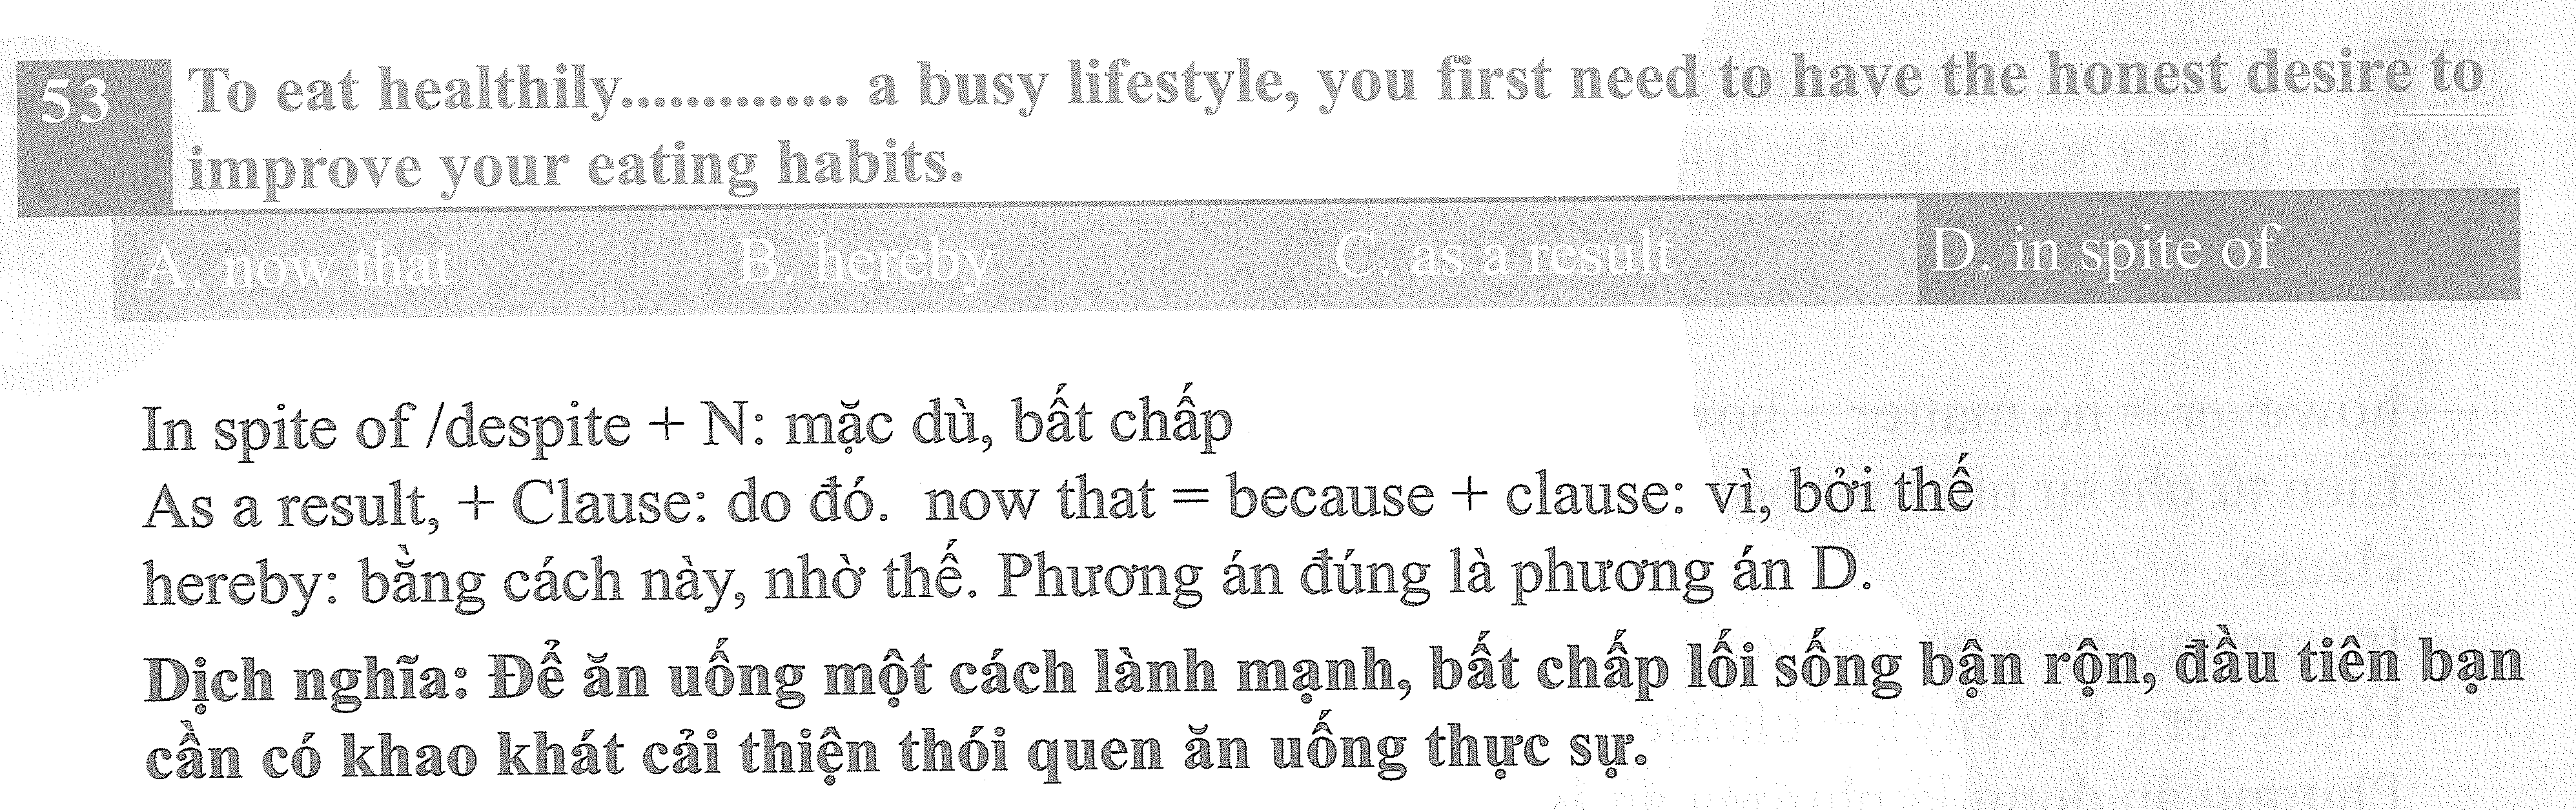 53 To eat healthily.............. a busy lifestyle, you first need to have the honest desire to
improve your eating habits.
A. now that B. hereby C. as a result D. in spite of
In spite of /despite + N: mặc dù, bất chấp
As a result, + Clause: do đó. now that = because + clause: vì, bởi thế
hereby: bằng cách này, nhờ thế. Phương án đúng là phương án D.
Dịch nghĩa: Để ăn uống một cách lành mạnh, bất chấp lối sống bận rộn, đầu tiên bạn
cần có khao khát cải thiện thói quen ăn uống thực sự.